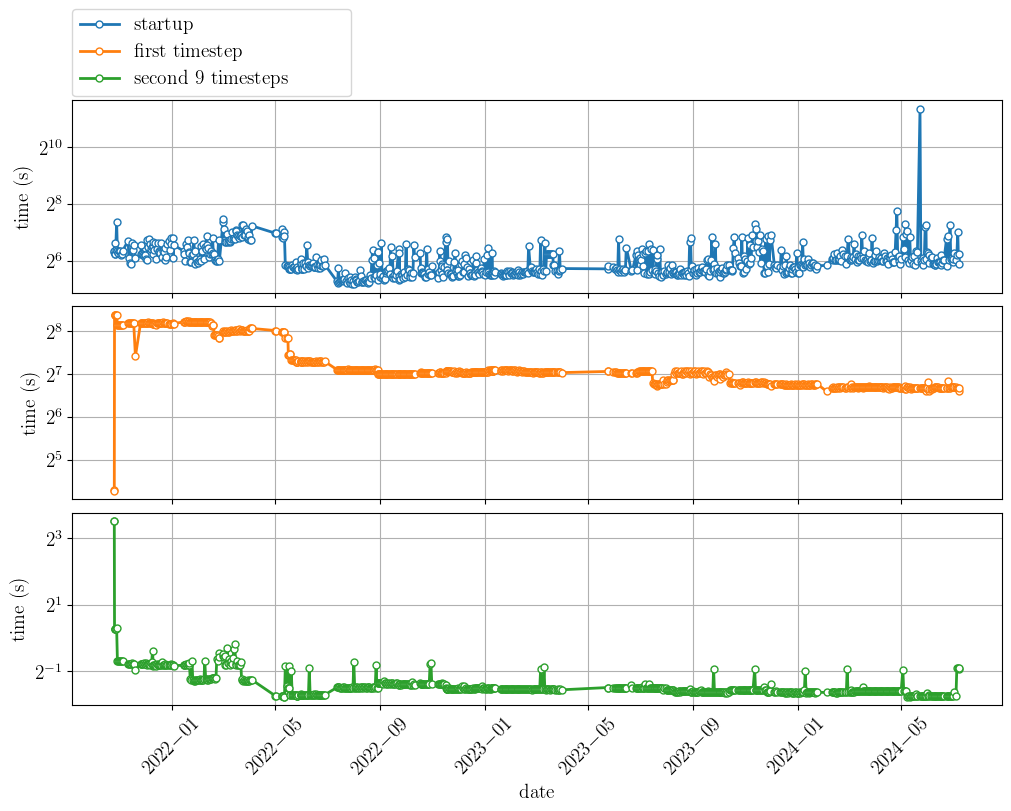 startup
first timestep
second 9 timesteps
time (s)
2^10
2^8
2^6
time (s)
2^8
2^7
2^6
2^5
time (s)
2^3
2^1
2^−1
2022−01
2022−05
2022−09
2023−01
2023−05
2023−09
2024−01
2024−05
date